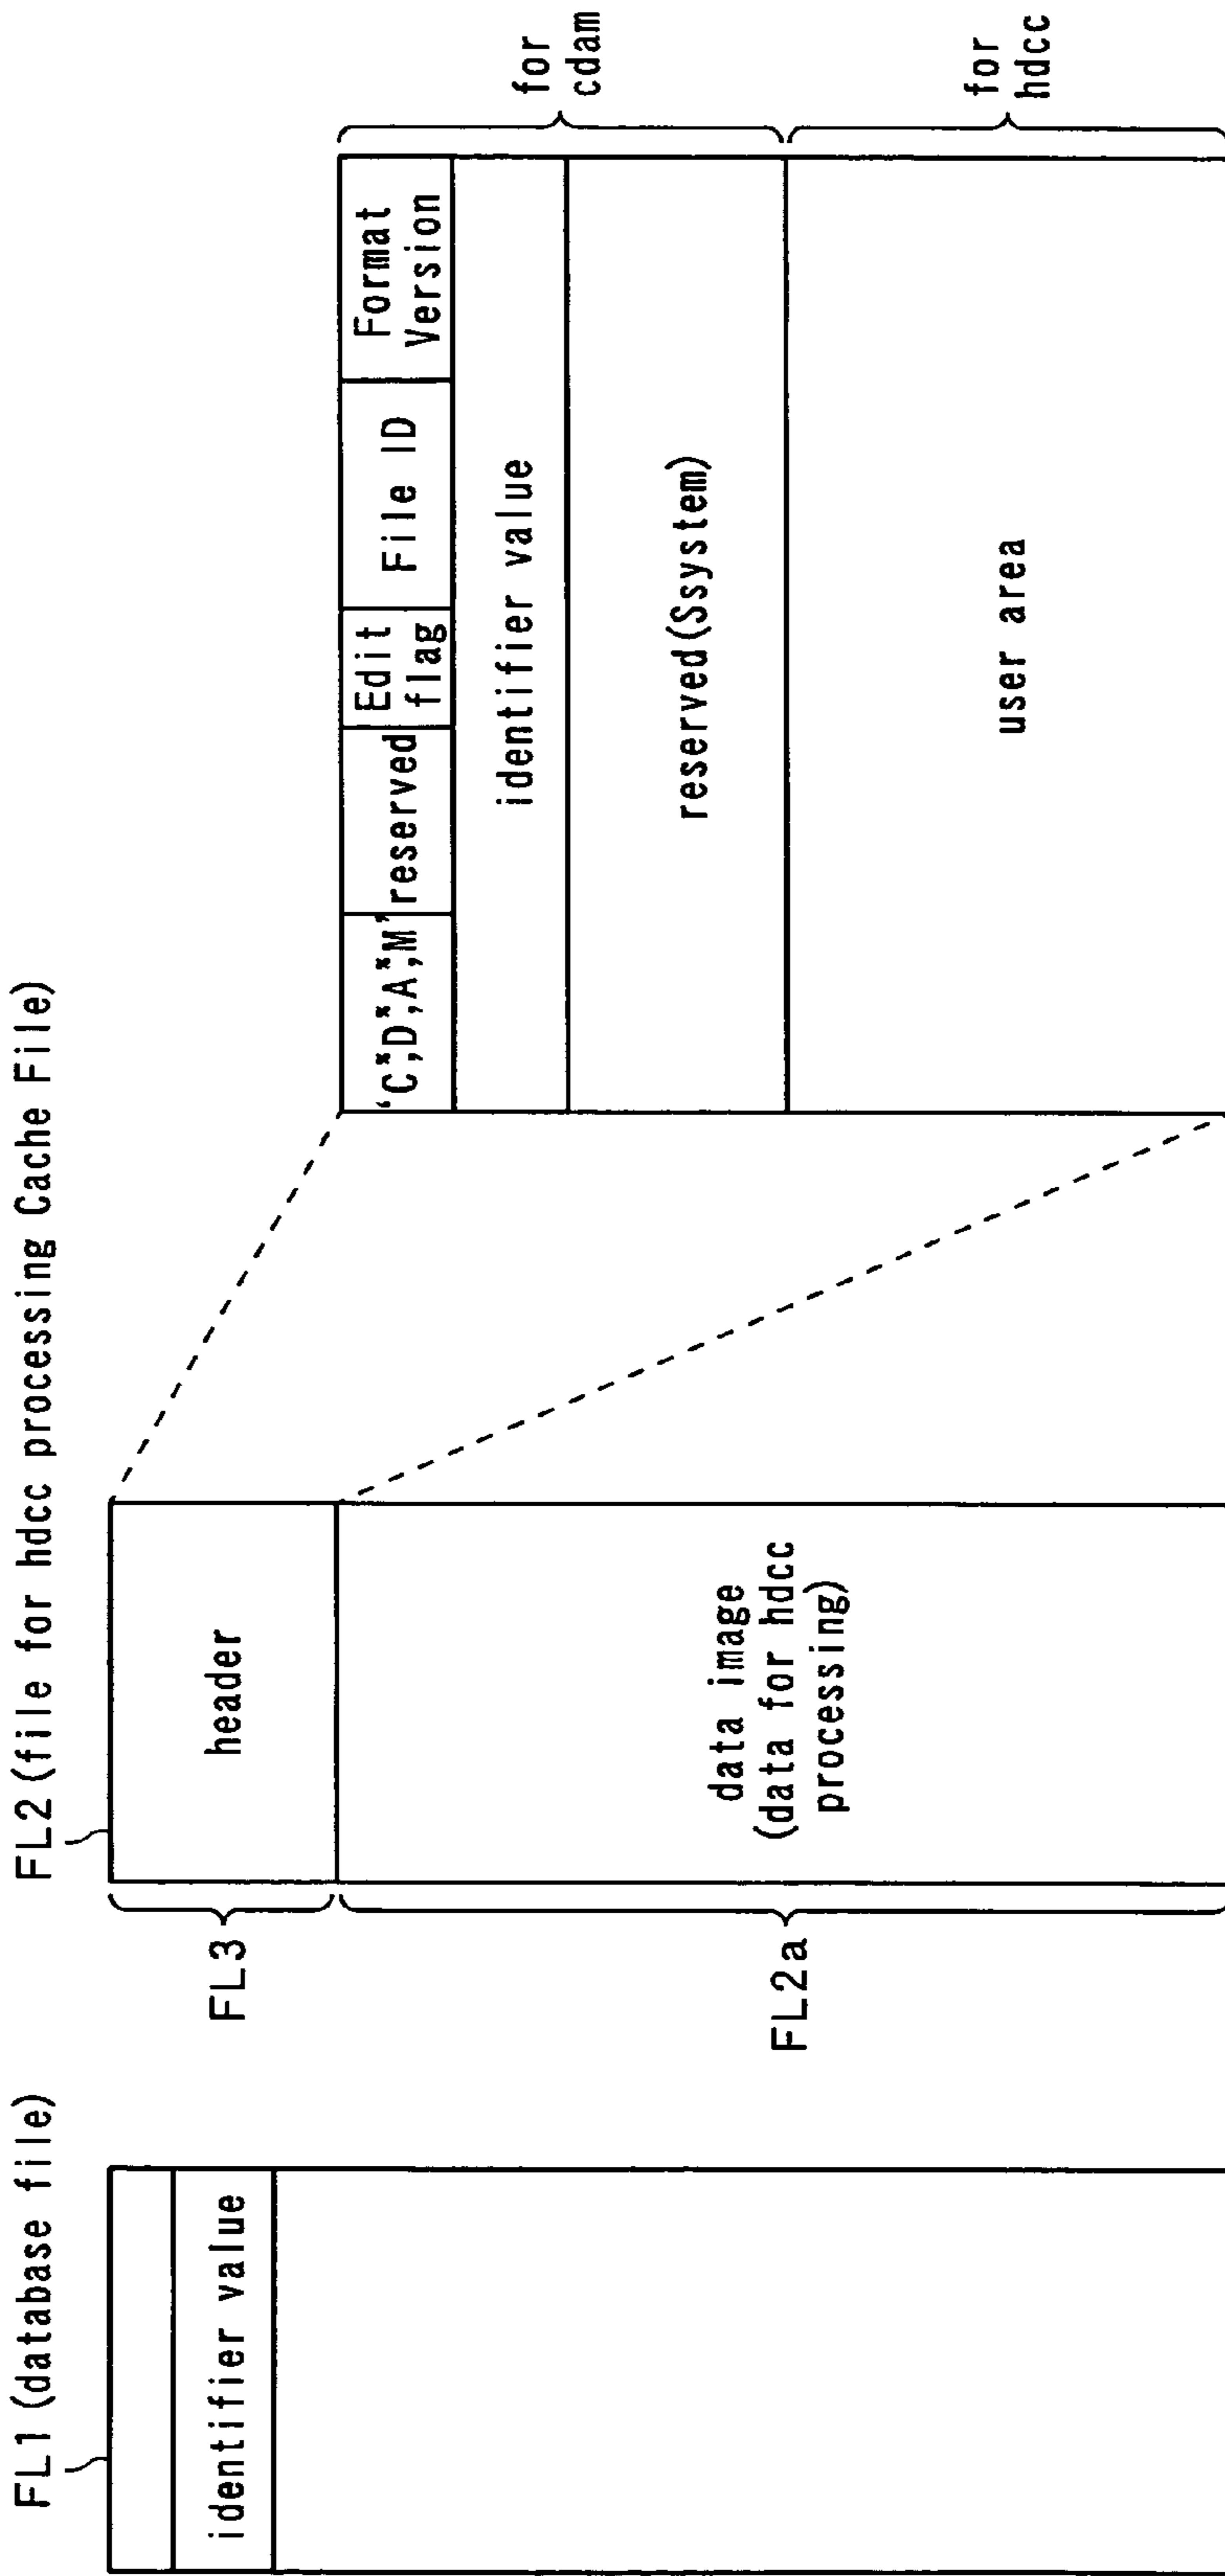 FL1(database file)
identifier value
FL2(file for hdcc processing Cache File)
FL3
header
FL2a
data image
(data for hdcc
processing)
‘C*,D*,A,*M’
reserved
Edit
flag
File ID
Format
Version
identifier value
reserved(Ssystem)
user area
for
cdam
for
hdcc